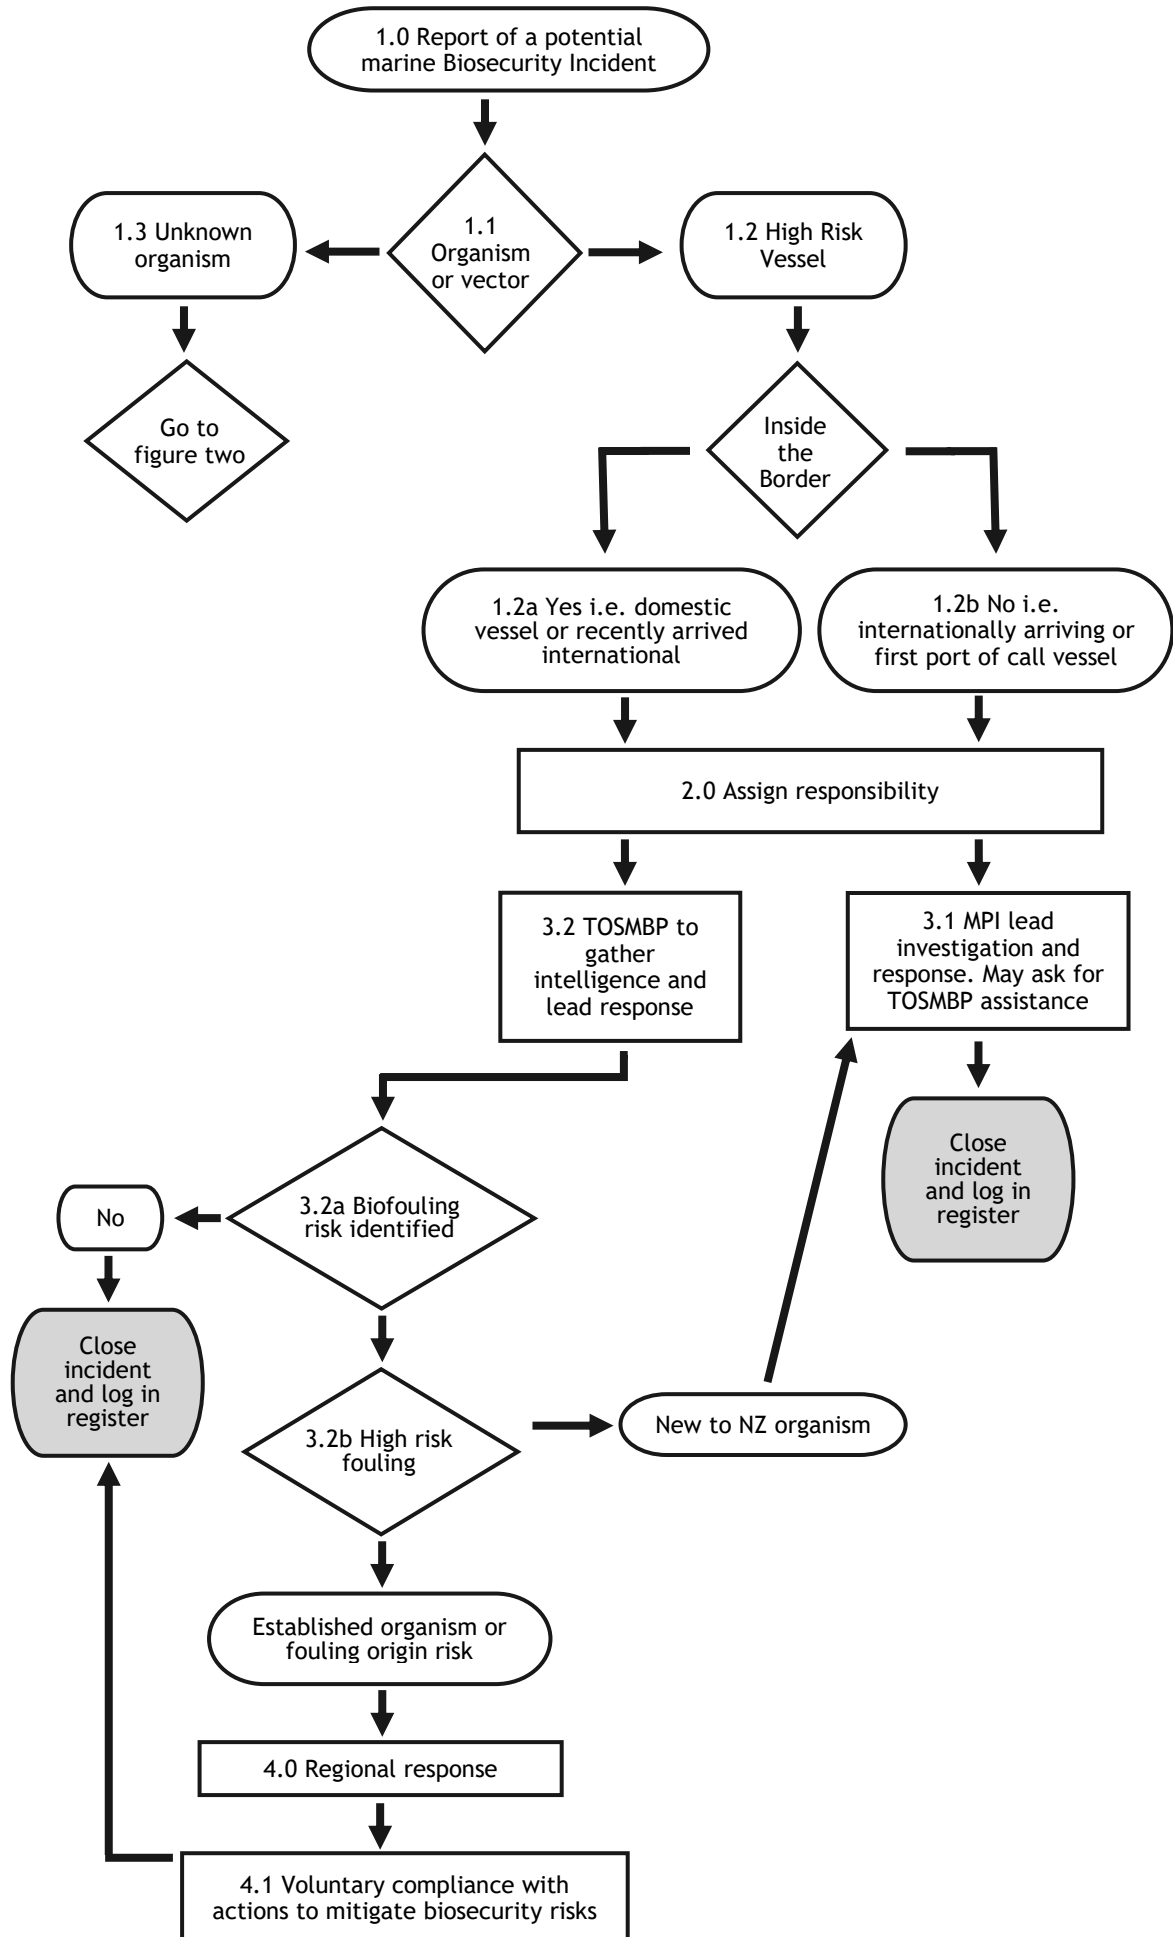 1.0 Report of a potential
marine Biosecurity Incident
1.3 Unknown
organism
1.1
Organism
or vector
1.2 High Risk
Vessel
Go to
figure two
Inside
the
Border
1.2a Yes i.e. domestic
vessel or recently arrived
international
1.2b No i.e.
internationally arriving or
first port of call vessel
2.0 Assign responsibility
3.2 TOSMBP to
gather
intelligence and
lead response
3.1 MPI lead
investigation and
response. May ask for
TOSMBP assistance
Close
incident
and log in
register
3.2a Biofouling
risk identified
No
Close
incident
and log in
register
3.2b High risk
fouling
New to NZ organism
Established organism or
fouling origin risk
4.0 Regional response
4.1 Voluntary compliance with
actions to mitigate biosecurity risks